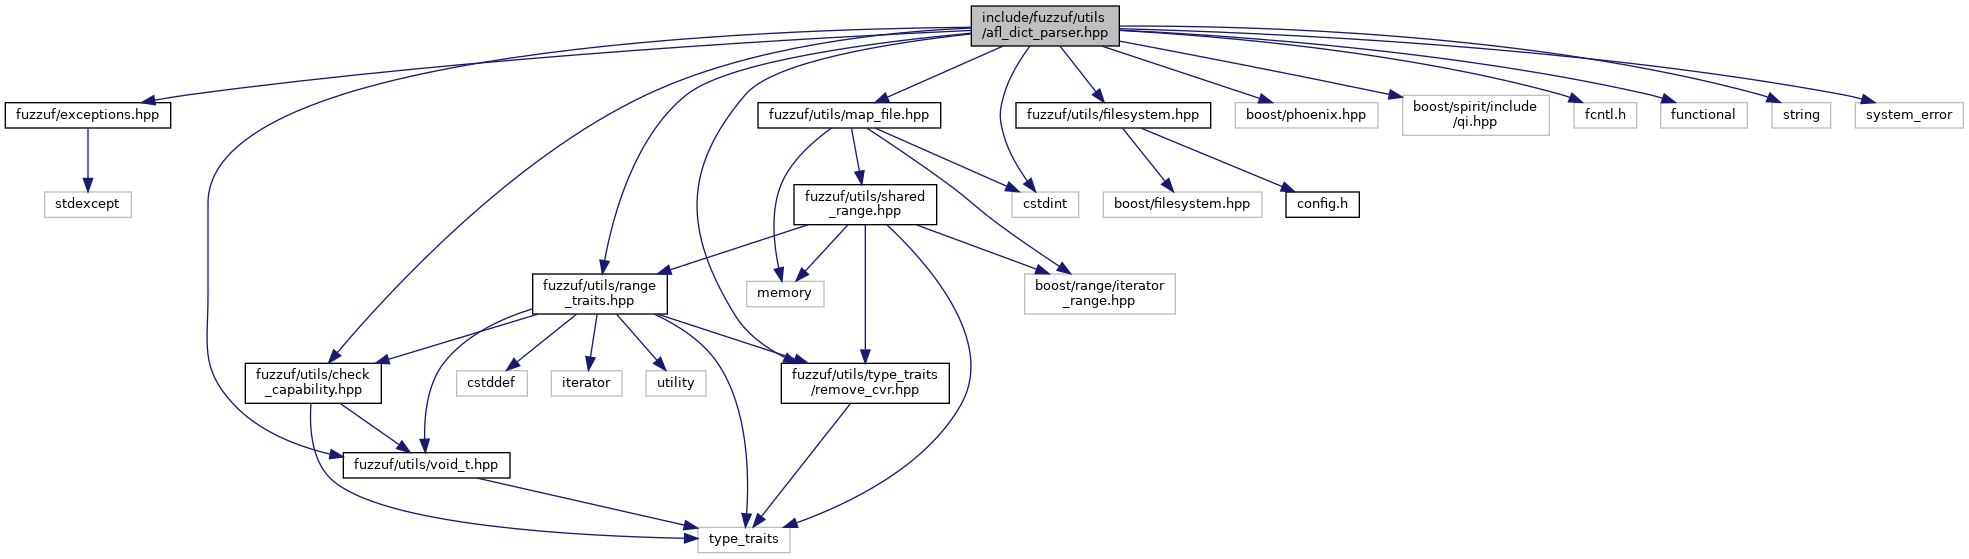 include/fuzzuf/utils
/afl_dict_parser.hpp
fuzzuf/exceptions.hpp
fuzzuf/utils/map_file.hpp
fuzzuf/utils/filesystem.hpp
boost/phoenix.hpp
boost/spirit/include
/qi.hpp
fcntl.h
functional
string
system_error
stdexcept
fuzzuf/utils/shared
_range.hpp
cstdint
boost/filesystem.hpp
config.h
fuzzuf/utils/range
_traits.hpp
memory
boost/range/iterator
_range.hpp
fuzzuf/utils/check
_capability.hpp
cstddef
iterator
utility
fuzzuf/utils/type_traits
/remove_cvr.hpp
fuzzuf/utils/void_t.hpp
type_traits